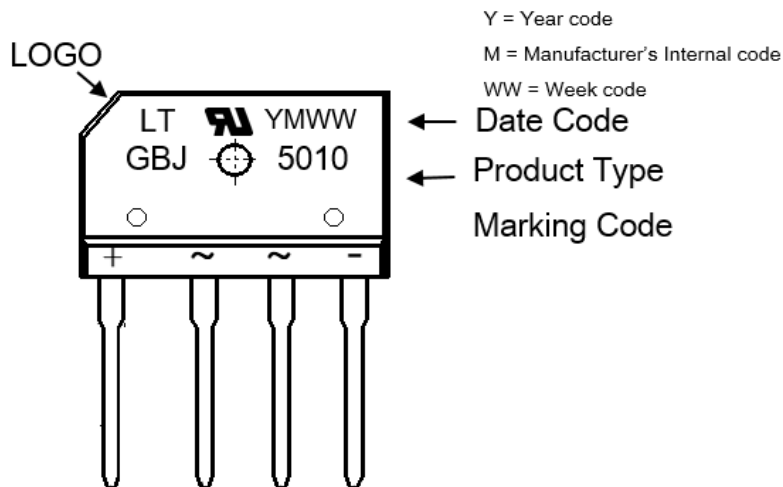 Y = Year code
M = Manufacturer's Internal code
WW = Week code
LOGO
LT RU YMWW
Date Code
GBJ 5010
Product Type
Marking Code
+ ~ ~ -